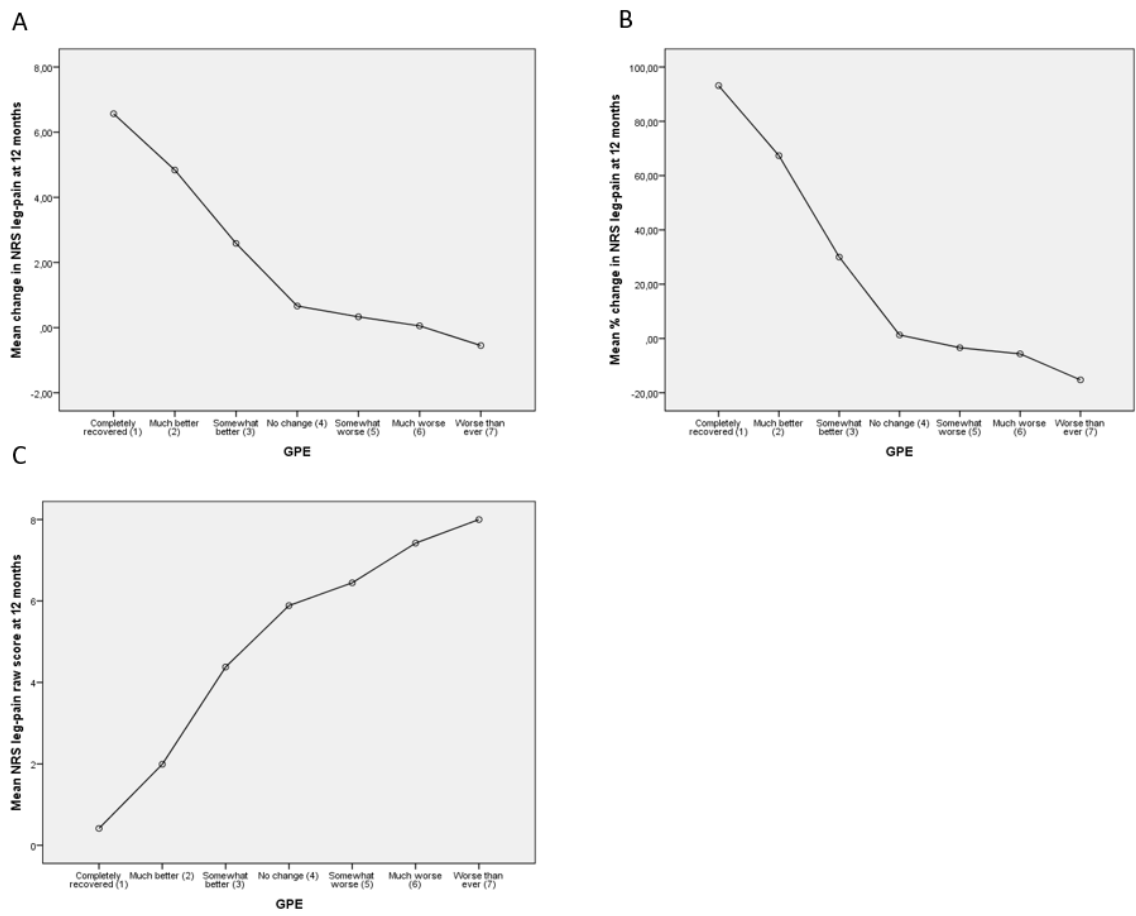 A
Mean change in NRS leg-pain at 12 months
8,00
6,00
4,00
2,00
,00
-2,00
Completely
recovered (1)
Much better
(2)
Somewhat
better (3)
No change (4)
Somewhat
worse (5)
Much worse
(6)
Worse than
ever (7)
GPE
B
Mean % change in NRS leg-pain at 12 months
100,00
80,00
60,00
40,00
20,00
,00
-20,00
Completely
recovered (1)
Much better
(2)
Somewhat
better (3)
No change (4)
Somewhat
worse (5)
Much worse
(6)
Worse than
ever (7)
GPE
C
Mean NRS leg-pain raw score at 12 months
8
6
4
2
0
Completely
recovered (1)
Much better (2)
Somewhat
better (3)
No change (4)
Somewhat
worse (5)
Much worse
(6)
Worse than
ever (7)
GPE